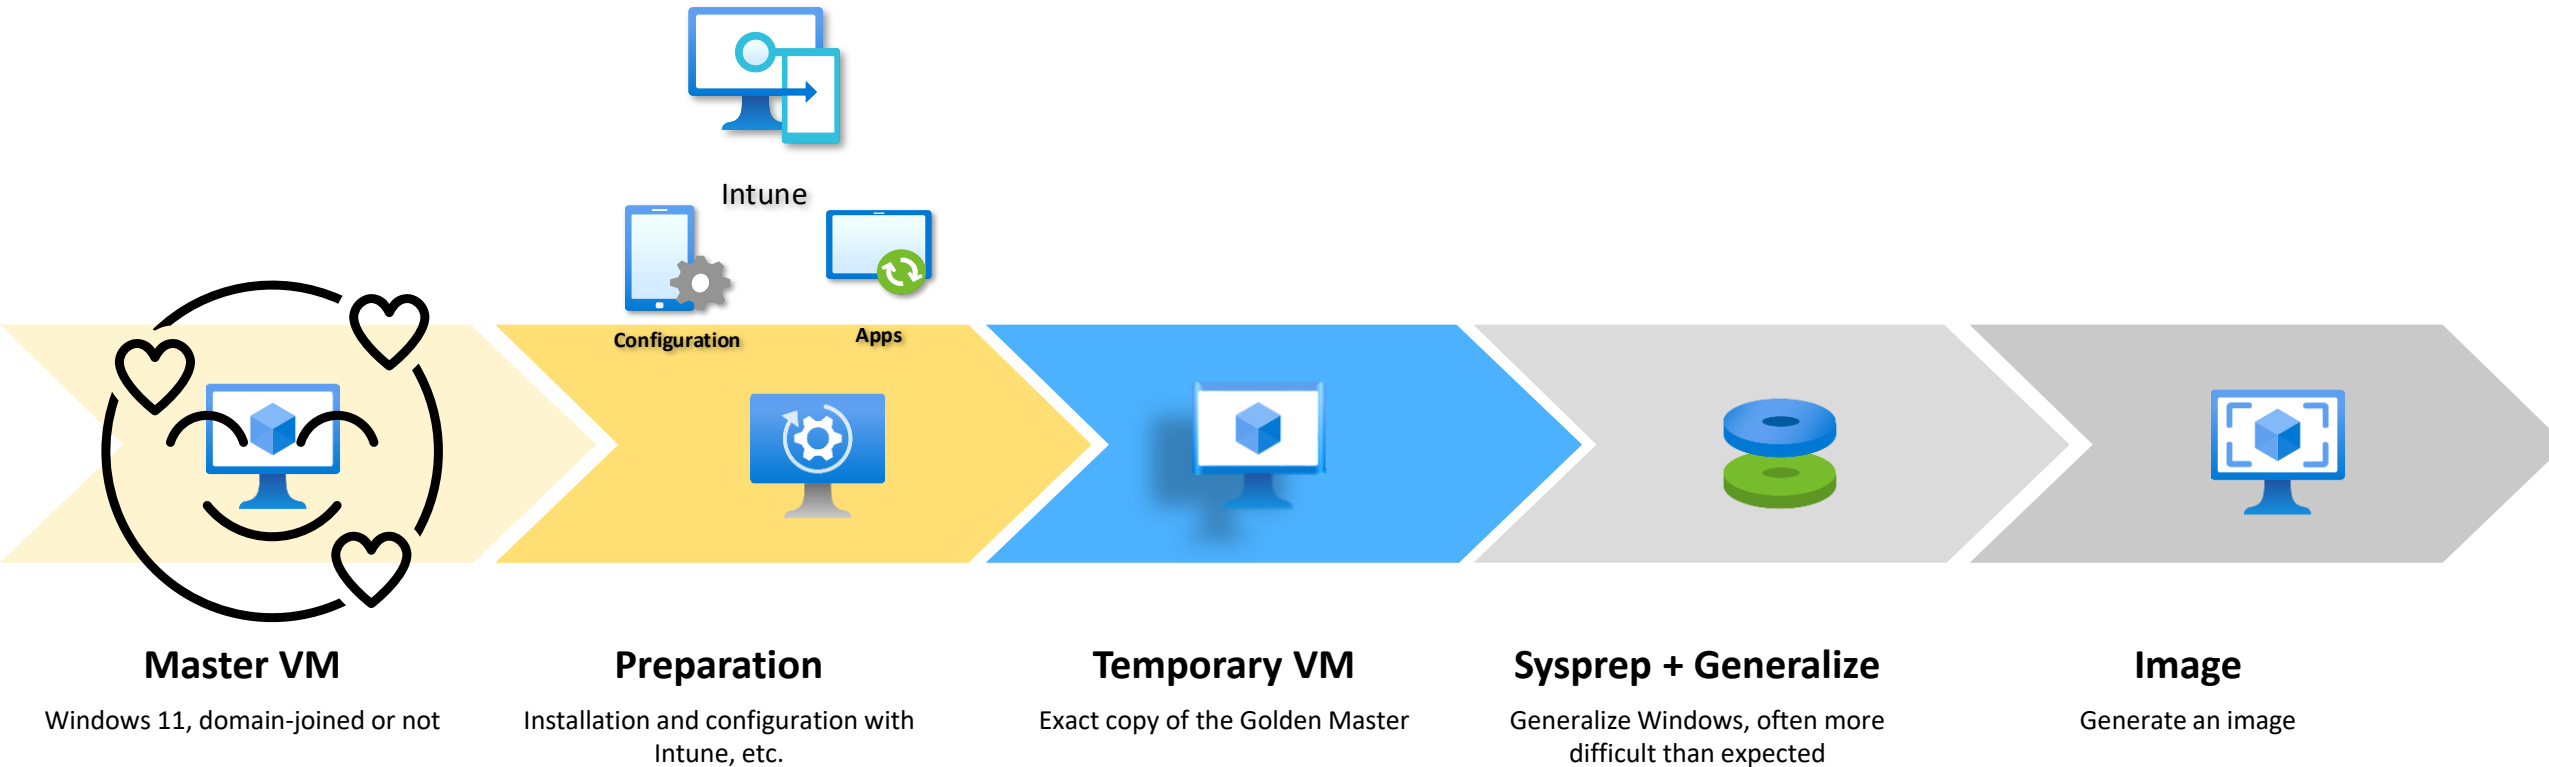 Intune
Configuration
Apps
Master VM
Windows 11, domain-joined or not
Preparation
Installation and configuration with
Intune, etc.
Temporary VM
Exact copy of the Golden Master
Sysprep + Generalize
Generalize Windows, often more
difficult than expected
Image
Generate an image